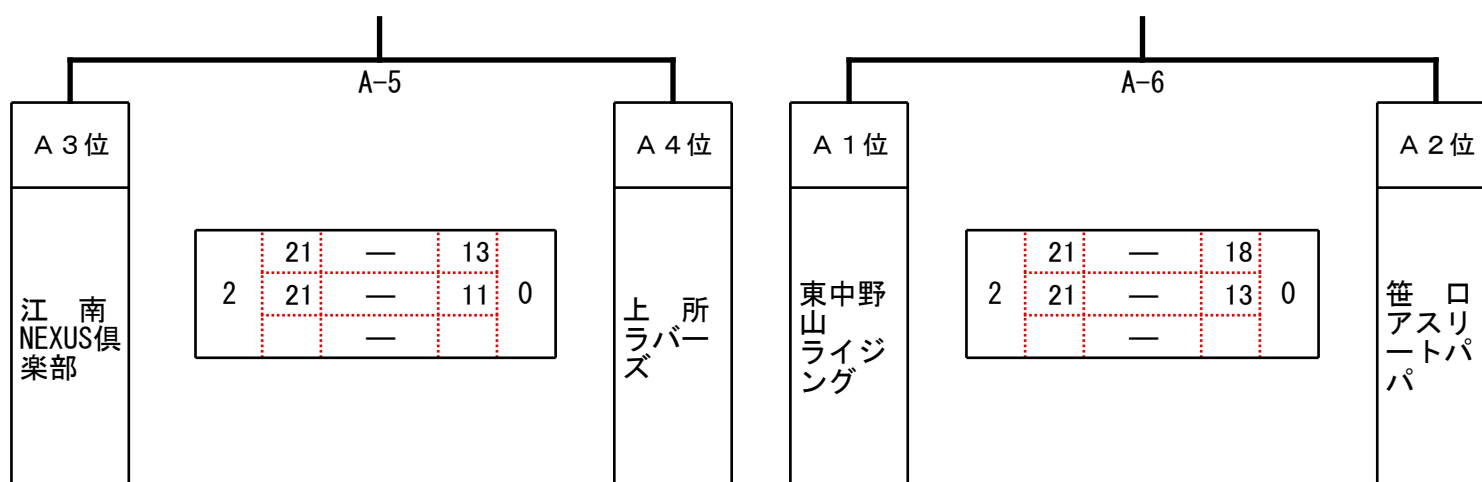 A-5
A-6
Ａ３位
Ａ４位
Ａ１位
Ａ２位
江　南
NEXUS倶
楽部
2
21 — 13
21 — 11
—
0
上　所
ラバー
ズ
東中野
山
ライジ
ング
2
21 — 18
21 — 13
—
0
笹　口
アスリ
ートパ
パ